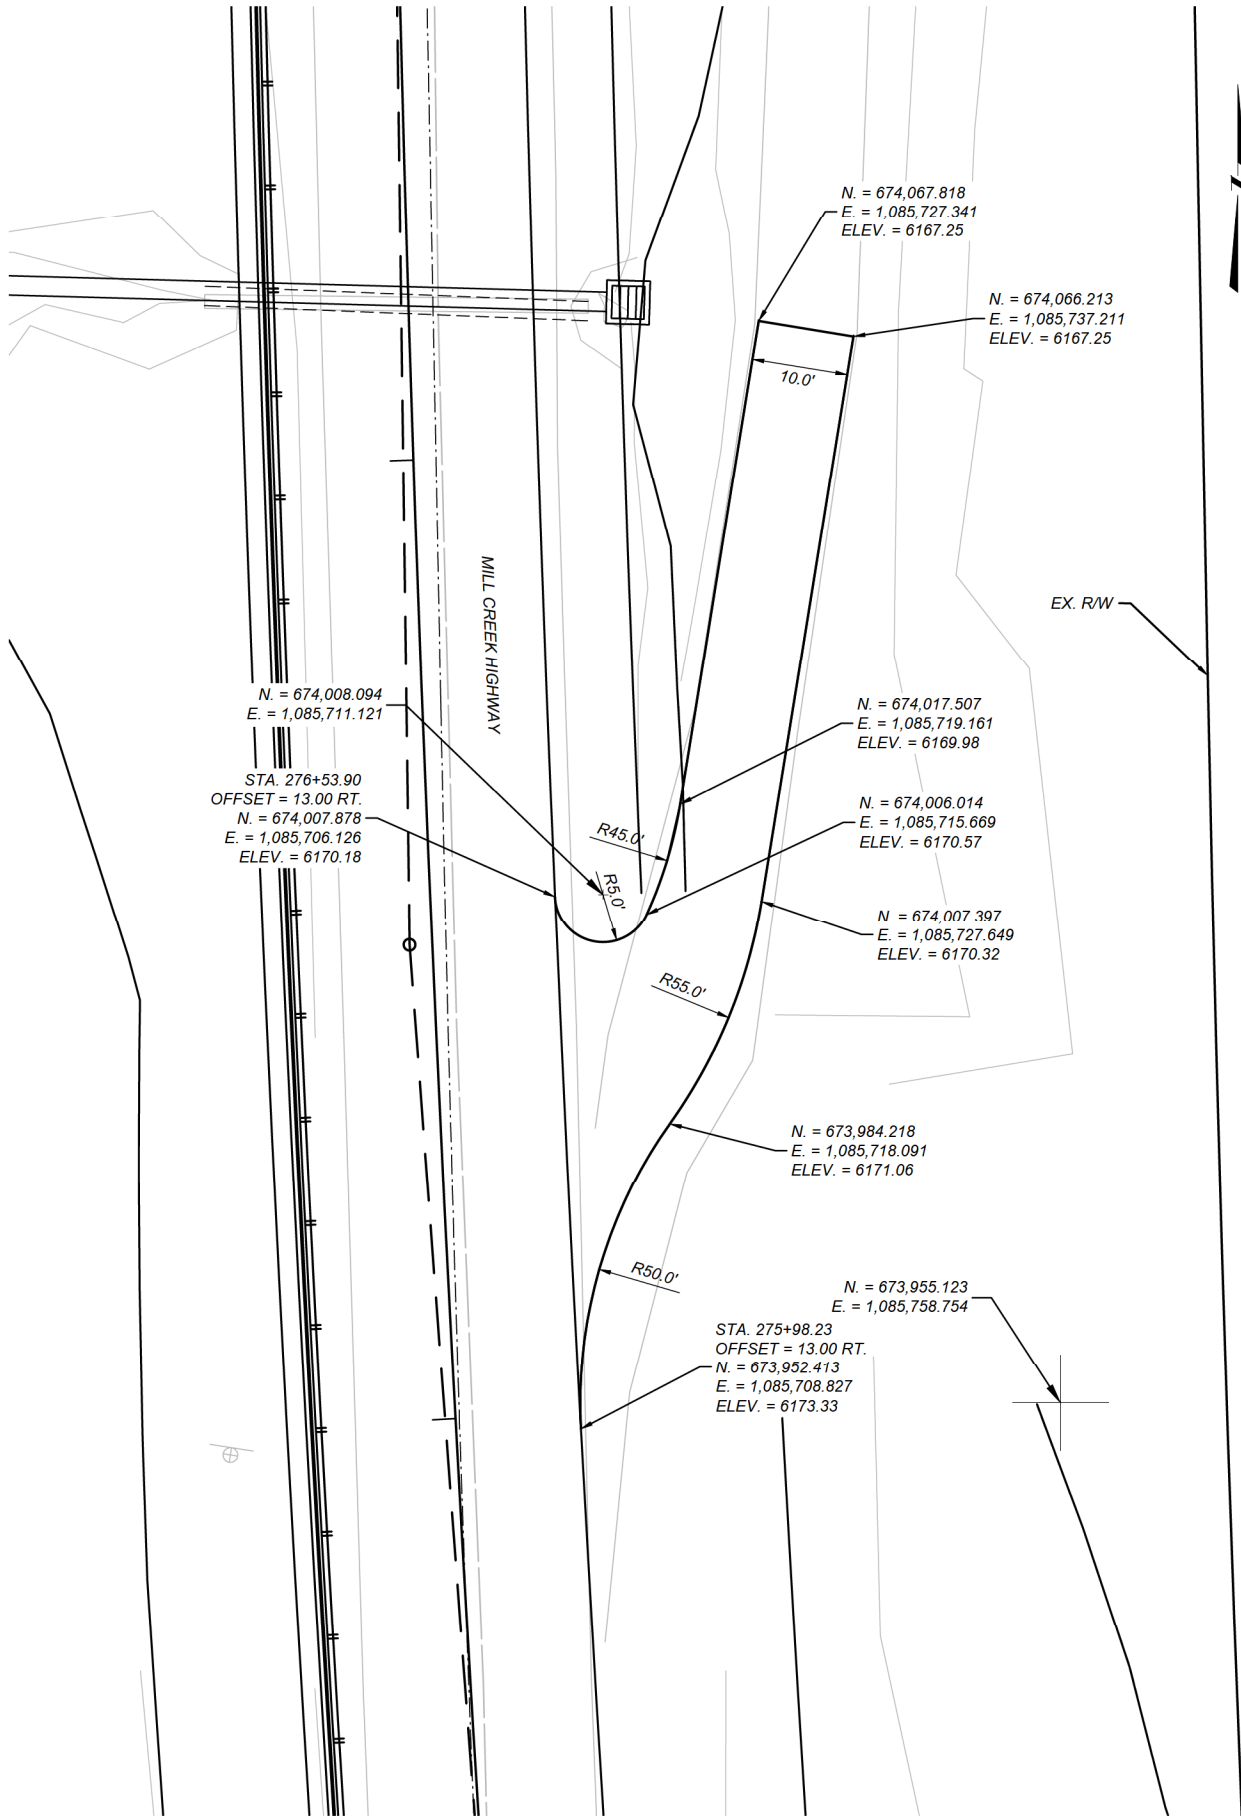 N. = 674,067.818
E. = 1,085,727.341
ELEV. = 6167.25
N. = 674,066.213
E. = 1,085,737.211
ELEV. = 6167.25
10.0'
MILL CREEK HIGHWAY
EX. R/W
N. = 674,008.094
E. = 1,085,711.121
N. = 674,017.507
E. = 1,085,719.161
ELEV. = 6169.98
STA. 276+53.90
OFFSET = 13.00 RT.
N. = 674,007.878
E. = 1,085,706.126
ELEV. = 6170.18
N. = 674,006.014
E. = 1,085,715.669
ELEV. = 6170.57
R45.0'
R5.0'
N. = 674,007.397
E. = 1,085,727.649
ELEV. = 6170.32
R55.0'
N. = 673,984.218
E. = 1,085,718.091
ELEV. = 6171.06
R50.0'
N. = 673,955.123
E. = 1,085,758.754
STA. 275+98.23
OFFSET = 13.00 RT.
N. = 673,952.413
E. = 1,085,708.827
ELEV. = 6173.33